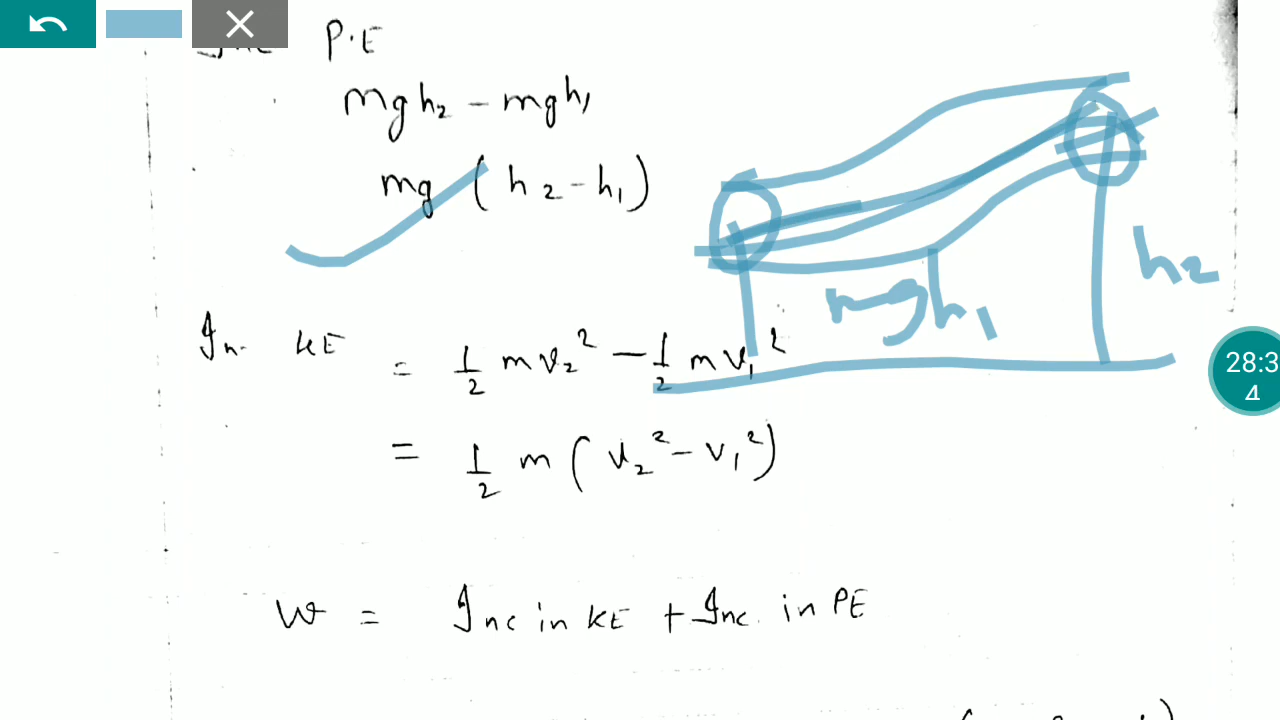 P.E
mgh₂ - mgh₁
mg (h₂ - h₁)
In. KE = 1/2 mv₂² - 1/2 mv₁²
= 1/2 m (v₂² - v₁²)
W = Inc in KE + Inc. in PE
mgh₁
h₂
28:34